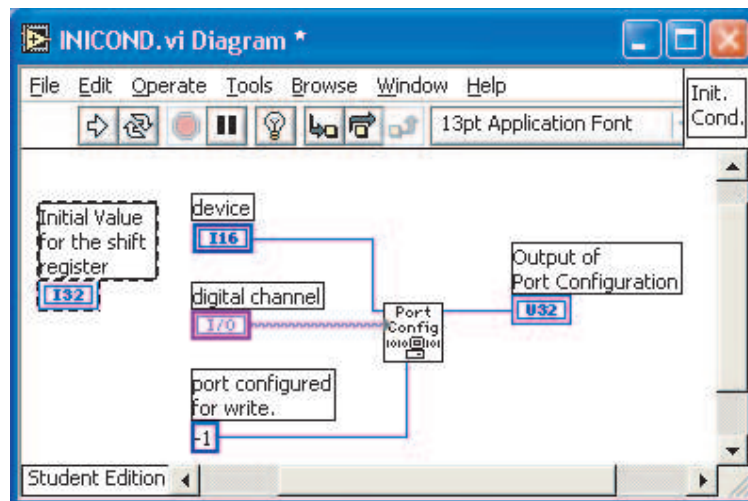 INICOND.vi Diagram *
File Edit Operate Tools Browse Window Help
Init.
Cond.
13pt Application Font
Initial Value
for the shift
register
I32
device
I16
digital channel
I/O
port configured
for write.
-1
Port
Config
Output of
Port Configuration
U32
Student Edition